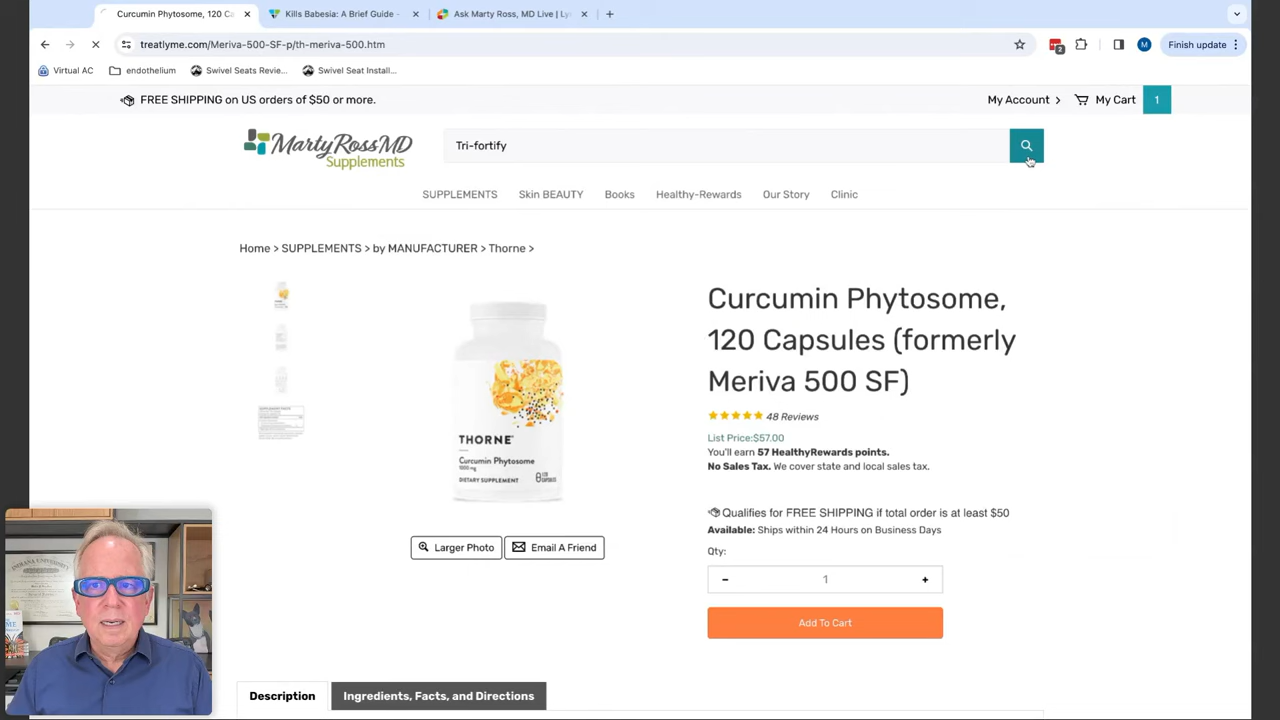 Curcumin Phytosome, 120 Ca
Kills Babesia: A Brief Guide -
Ask Marty Ross, MD Live | Ly
treatlyme.com/Meriva-500-SF-p/th-meriva-500.htm
2
M
Finish update
Virtual AC
endothelium
Swivel Seats Revie...
Swivel Seat Install...
FREE SHIPPING on US orders of $50 or more.
My Account
My Cart
1
MartyRossMD
Supplements
Tri-fortify
SUPPLEMENTS
Skin BEAUTY
Books
Healthy-Rewards
Our Story
Clinic
Home > SUPPLEMENTS > by MANUFACTURER > Thorne >
Curcumin Phytosome,
120 Capsules (formerly
Meriva 500 SF)
48 Reviews
List Price:$57.00
You'll earn 57 HealthyRewards points.
No Sales Tax. We cover state and local sales tax.
THORNE
Curcumin Phytosome
DIETARY SUPPLEMENT
Qualifies for FREE SHIPPING if total order is at least $50
Available: Ships within 24 Hours on Business Days
Qty:
Larger Photo
Email A Friend
- 1 +
Add To Cart
INDIANA UNIVERSITY
Description
Ingredients, Facts, and Directions